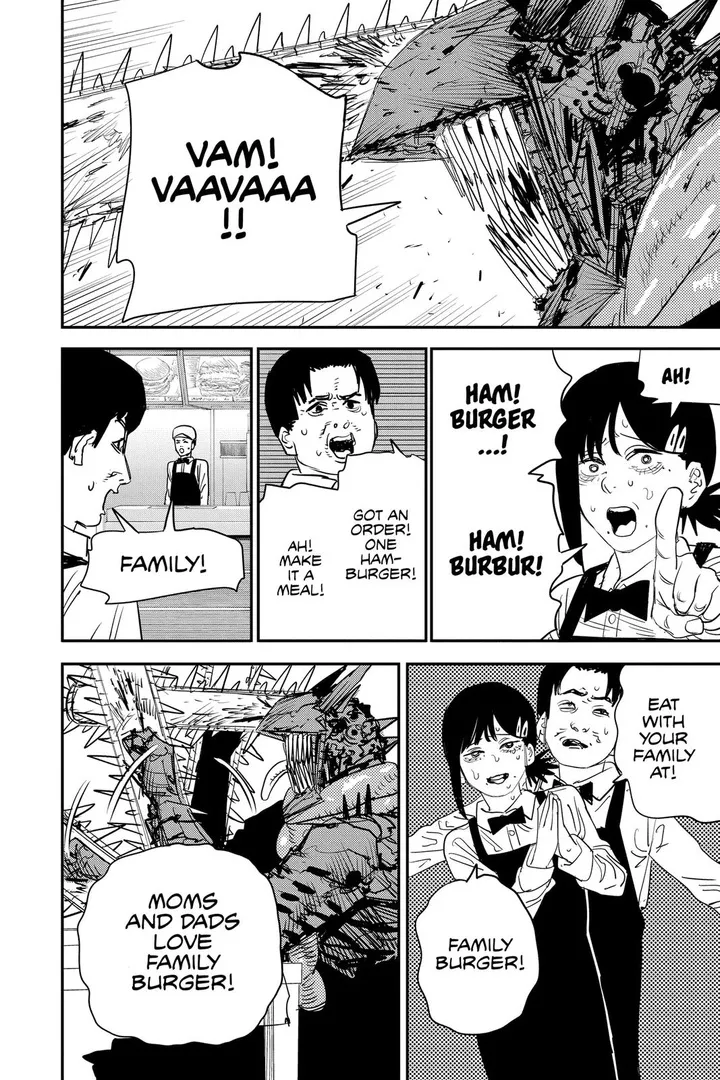 VAM!
VAAVAAA
!!
AH!
HAM!
BURGER
...!
HAM!
BURBUR!
GOT AN
ORDER!
ONE
HAM-
BURGER!
AH!
MAKE
IT A
MEAL!
FAMILY!
EAT
WITH
YOUR
FAMILY
AT!
FAMILY
BURGER!
MOMS
AND DADS
LOVE
FAMILY
BURGER!